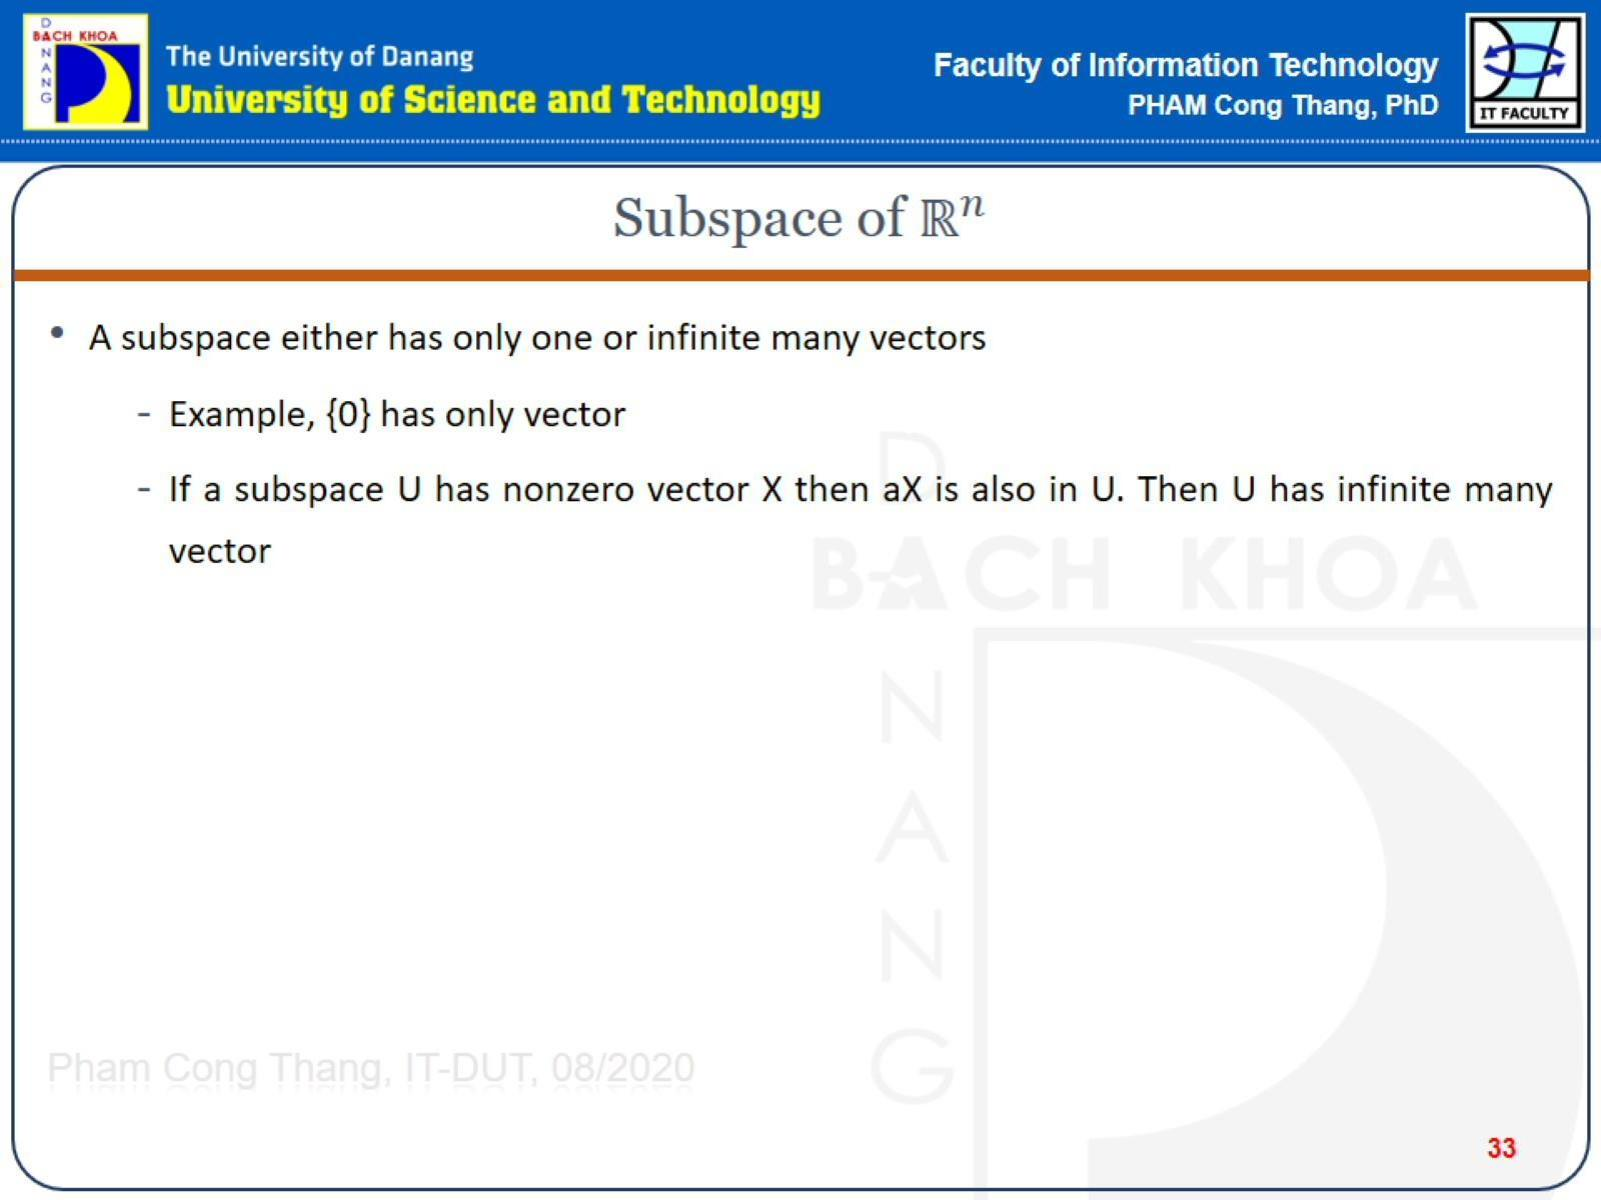 D
BACH KHOA
N
A
N
G
The University of Danang
University of Science and Technology
Faculty of Information Technology
PHAM Cong Thang, PhD
IT FACULTY
Subspace of ℝⁿ
• A subspace either has only one or infinite many vectors
- Example, {0} has only vector
- If a subspace U has nonzero vector X then aX is also in U. Then U has infinite many
vector
D
BACH KHOA
N
A
N
G
Pham Cong Thang, IT-DUT, 08/2020
33